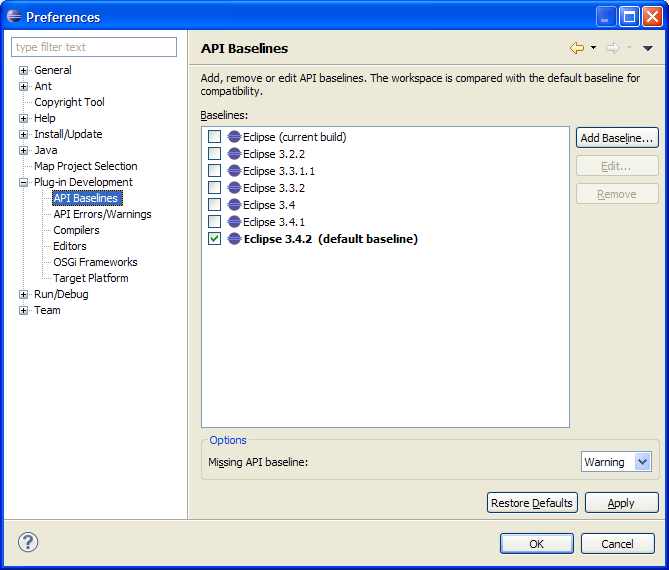 Preferences
type filter text
General
Ant
Copyright Tool
Help
Install/Update
Java
Map Project Selection
Plug-in Development
API Baselines
API Errors/Warnings
Compilers
Editors
OSGi Frameworks
Target Platform
Run/Debug
Team
API Baselines
Add, remove or edit API baselines. The workspace is compared with the default baseline for
compatibility.
Baselines:
Eclipse (current build)
Eclipse 3.2.2
Eclipse 3.3.1.1
Eclipse 3.3.2
Eclipse 3.4
Eclipse 3.4.1
Eclipse 3.4.2 (default baseline)
Add Baseline...
Edit...
Remove
Options
Missing API baseline:
Warning
Restore Defaults
Apply
OK
Cancel